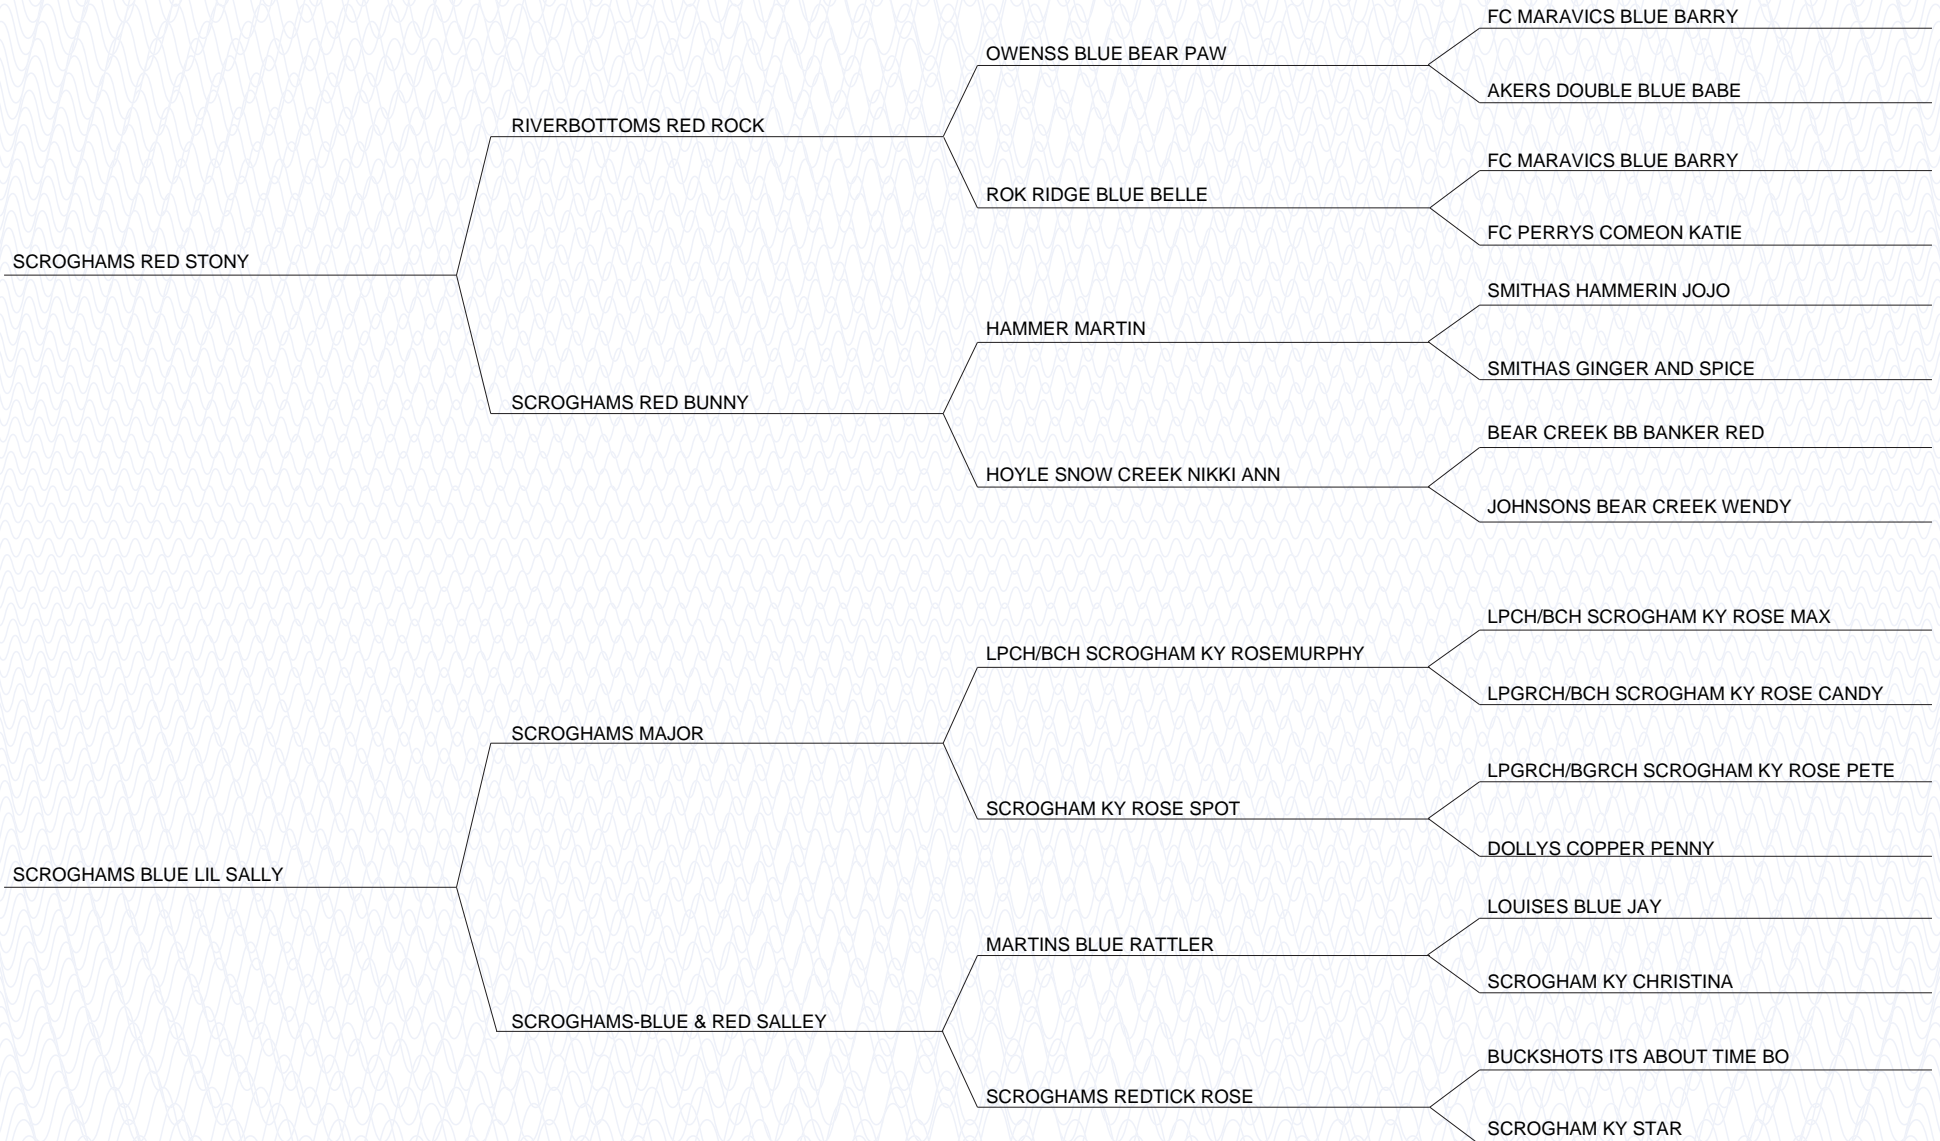 FC MARAVICS BLUE BARRY
OWENSS BLUE BEAR PAW
AKERS DOUBLE BLUE BABE
RIVERBOTTOMS RED ROCK
FC MARAVICS BLUE BARRY
ROK RIDGE BLUE BELLE
FC PERRYS COMEON KATIE
SCROGHAMS RED STONY
SMITHAS HAMMERIN JOJO
HAMMER MARTIN
SMITHAS GINGER AND SPICE
SCROGHAMS RED BUNNY
BEAR CREEK BB BANKER RED
HOYLE SNOW CREEK NIKKI ANN
JOHNSONS BEAR CREEK WENDY
LPCH/BCH SCROGHAM KY ROSE MAX
LPCH/BCH SCROGHAM KY ROSEMURPHY
LPGRCH/BCH SCROGHAM KY ROSE CANDY
SCROGHAMS MAJOR
LPGRCH/BGRCH SCROGHAM KY ROSE PETE
SCROGHAM KY ROSE SPOT
DOLLYS COPPER PENNY
SCROGHAMS BLUE LIL SALLY
LOUISES BLUE JAY
MARTINS BLUE RATTLER
SCROGHAM KY CHRISTINA
SCROGHAMS-BLUE & RED SALLEY
BUCKSHOTS ITS ABOUT TIME BO
SCROGHAMS REDTICK ROSE
SCROGHAM KY STAR